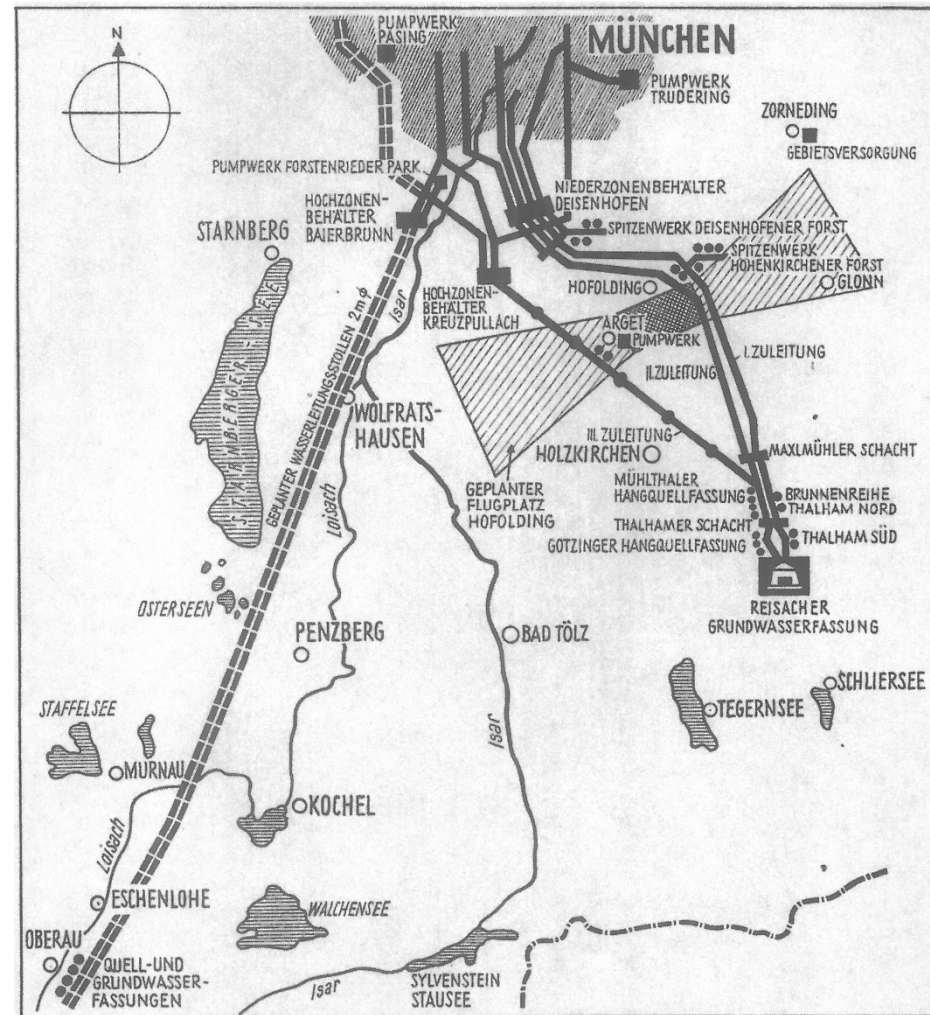 N
PUMPWERK
PASING
MÜNCHEN
PUMPWERK
TRUDERING
ZORNEDING
GEBIETSVERSORGUNG
PUMPWERK FORSTENRIEDER PARK
HOCHZONEN-
BEHÄLTER
BAIERBRUNN
NIEDERZONENBEHÄLTER
DEISENHOFEN
SPITZENWERK DEISENHOFENER FORST
SPITZENWERK
HÖHENKIRCHENER FORST
STARNBERG
GLONN
HOFOLDING
HOCHZONEN-
BEHÄLTER
KREUZPULLACH
ARGET
PUMPWERK
I. ZULEITUNG
II. ZULEITUNG
III. ZULEITUNG
Isar
STARNBERGER - SEE
GEPLANTER WASSERLEITUNGSSTOLLEN 2 m ø
WOLFRATS-
HAUSEN
HOLZKIRCHEN
MAXLMÜHLER SCHACHT
GEPLANTER
FLUGPLATZ
HOFOLDING
MÜHLTHALER
HANGQUELLFASSUNG
BRUNNENREIHE
THALHAM NORD
THALHAMER SCHACHT
GOTZINGER HANGQUELLFASSUNG
THALHAM SÜD
Loisach
REISACHER
GRUNDWASSERFASSUNG
OSTERSEEN
PENZBERG
BAD TÖLZ
STAFFELSEE
MURNAU
Isar
TEGERNSEE
SCHLIERSEE
KOCHEL
Loisach
ESCHENLOHE
WALCHENSEE
OBERAU
QUELL- UND
GRUNDWASSER-
FASSUNGEN
Isar
SYLVENSTEIN
STAUSEE